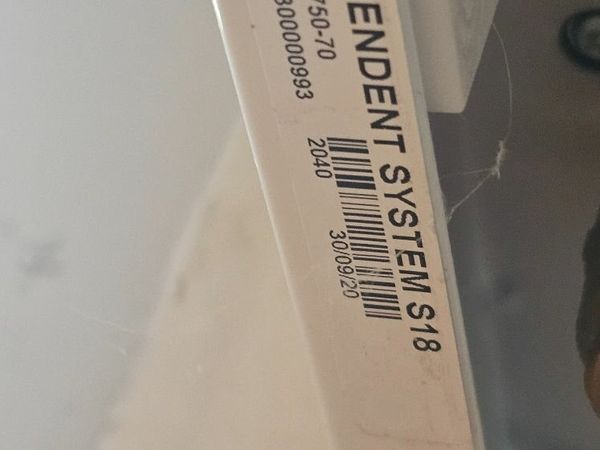 ENDENT SYSTEM S18
750-70
300000993
2040
30/09/20